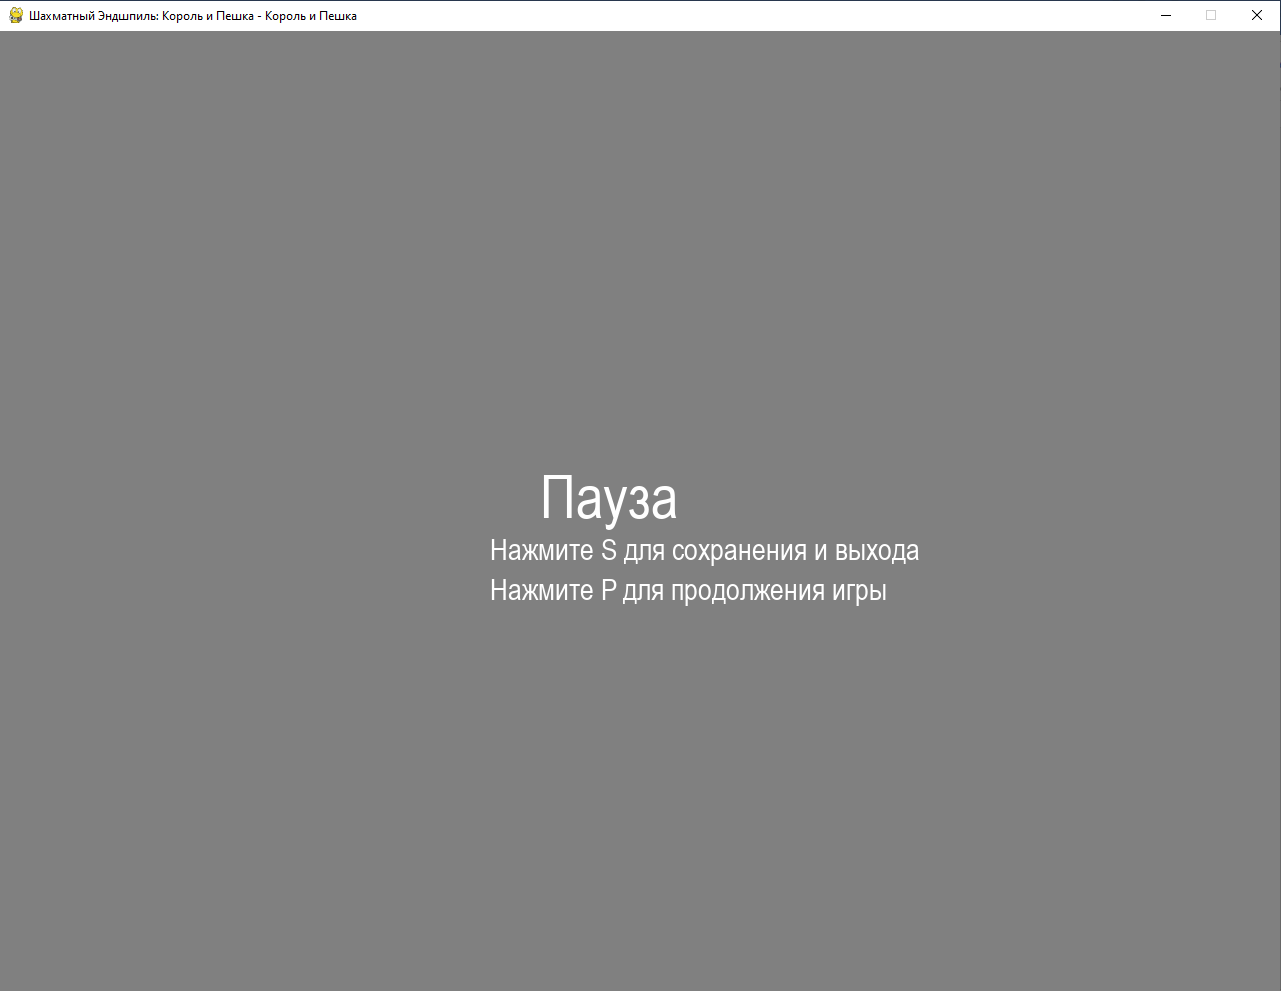 Шахматный Эндшпиль: Король и Пешка - Король и Пешка
Пауза
Нажмите S для сохранения и выхода
Нажмите P для продолжения игры